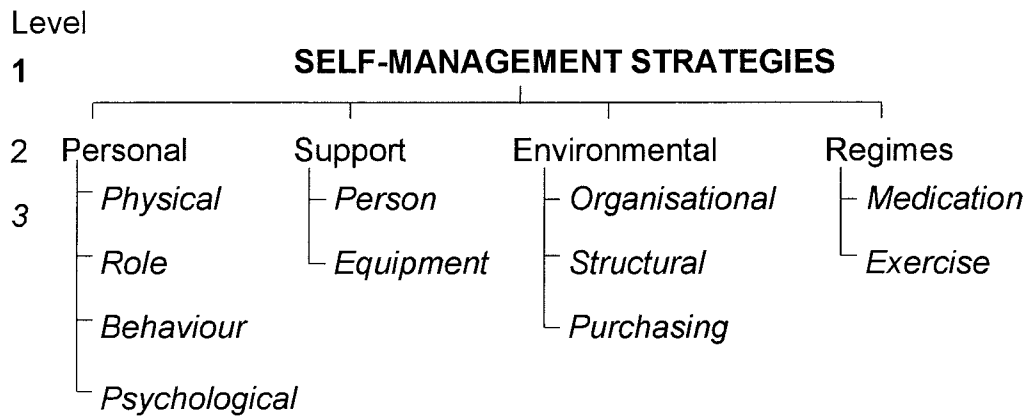 Level
1 SELF-MANAGEMENT STRATEGIES
2 Personal Support Environmental Regimes
3 Physical Person Organisational Medication
Role Equipment Structural Exercise
Behaviour Purchasing
Psychological